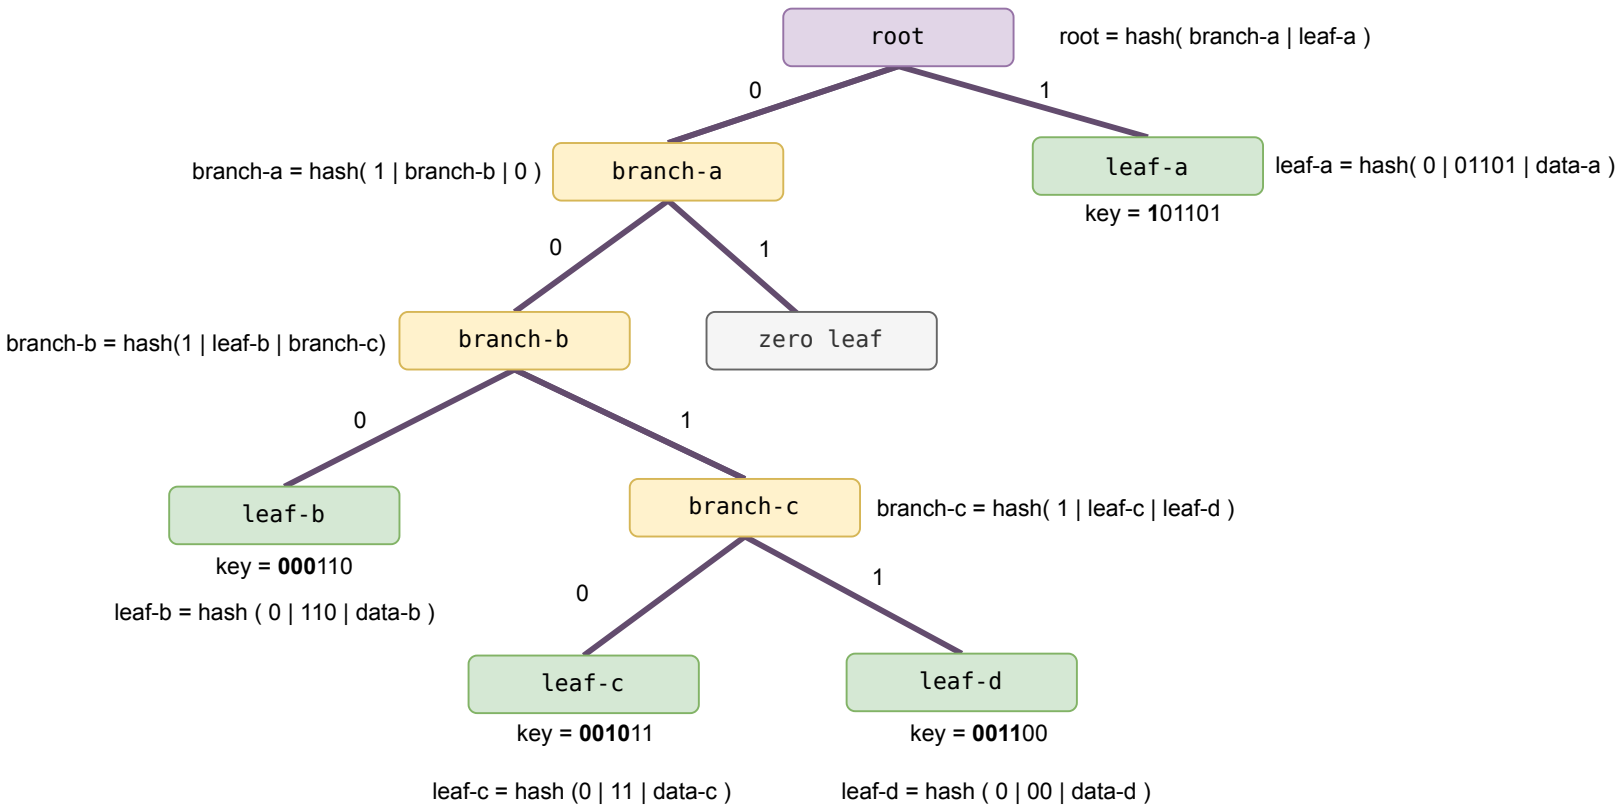 root
root = hash( branch-a | leaf-a )
0
1
branch-a = hash( 1 | branch-b | 0 )
branch-a
leaf-a
leaf-a = hash( 0 | 01101 | data-a )
key = 101101
0
1
branch-b = hash(1 | leaf-b | branch-c)
branch-b
zero leaf
0
1
leaf-b
key = 000110
leaf-b = hash ( 0 | 110 | data-b )
branch-c
branch-c = hash( 1 | leaf-c | leaf-d )
0
1
leaf-c
key = 001011
leaf-c = hash (0 | 11 | data-c )
leaf-d
key = 001100
leaf-d = hash ( 0 | 00 | data-d )